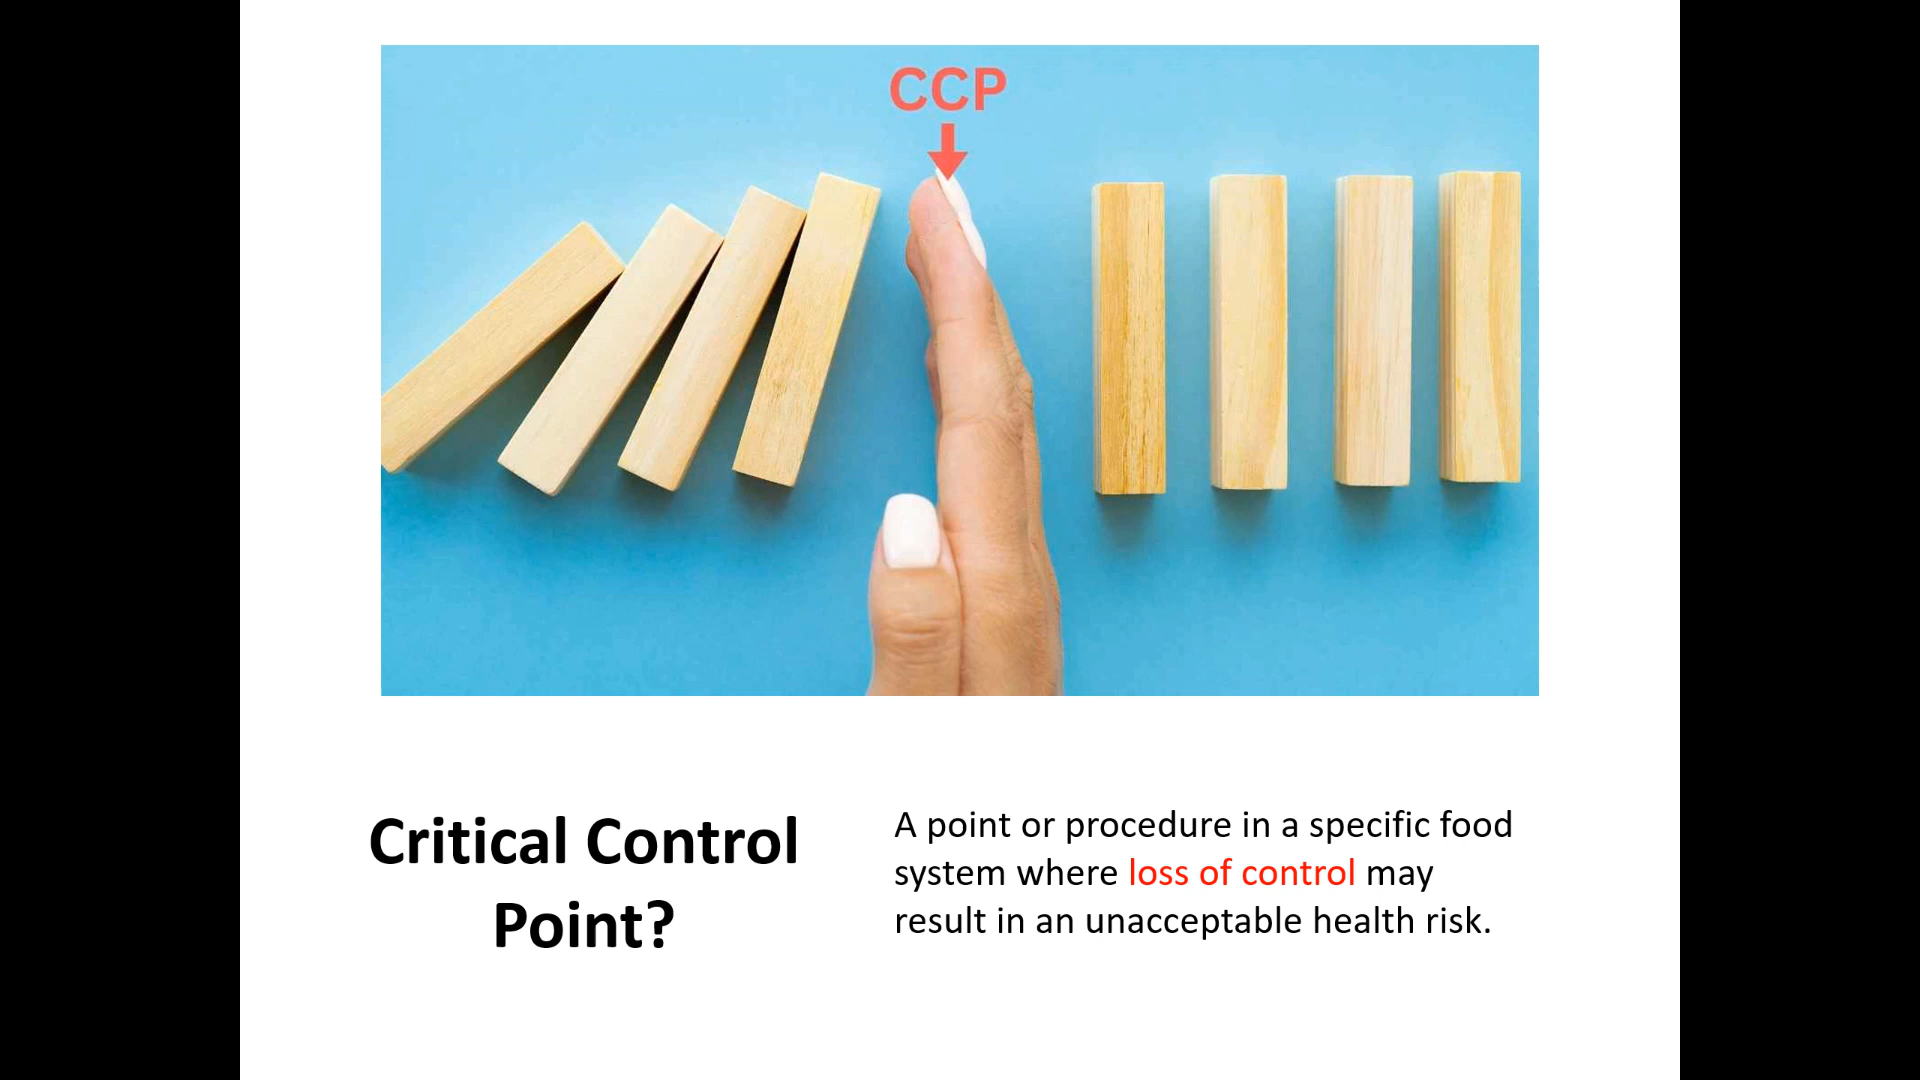 CCP
Critical Control
Point?
A point or procedure in a specific food
system where loss of control may
result in an unacceptable health risk.